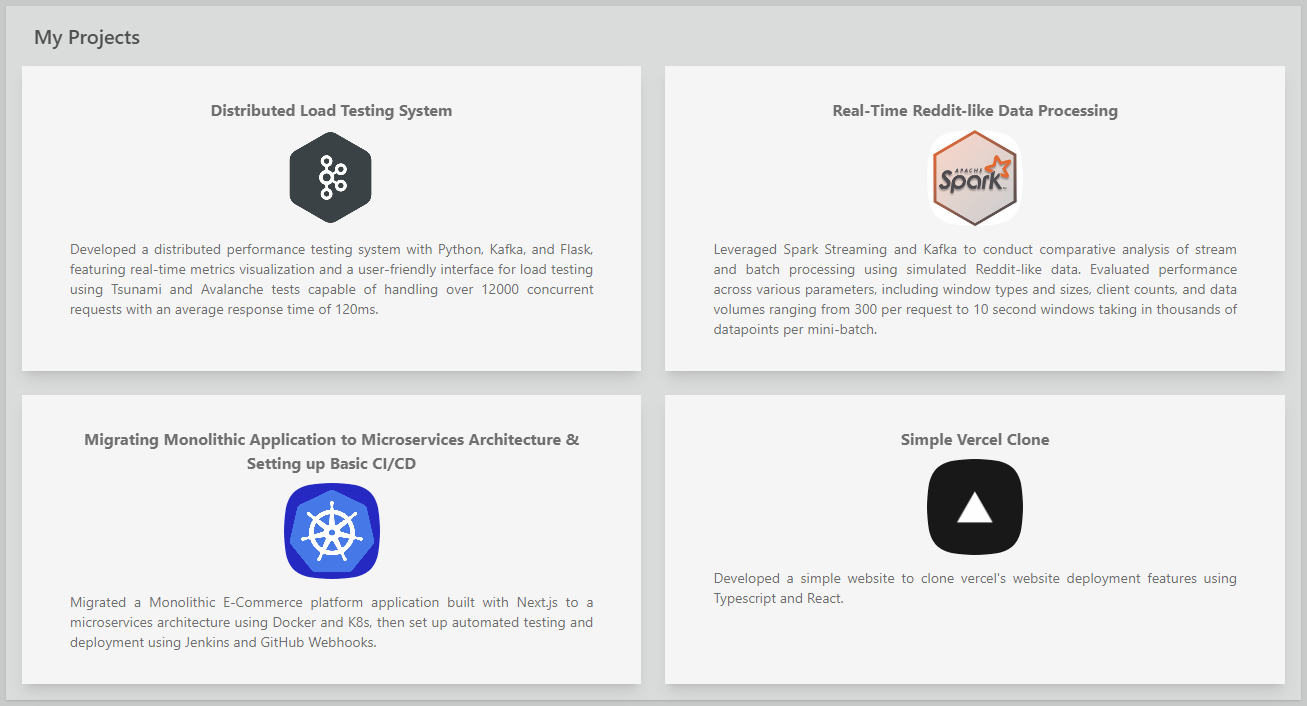 My Projects
Distributed Load Testing System
Developed a distributed performance testing system with Python, Kafka, and Flask,
featuring real-time metrics visualization and a user-friendly interface for load testing
using Tsunami and Avalanche tests capable of handling over 12000 concurrent
requests with an average response time of 120ms.
Real-Time Reddit-like Data Processing
APACHE
Spark
Leveraged Spark Streaming and Kafka to conduct comparative analysis of stream
and batch processing using simulated Reddit-like data. Evaluated performance
across various parameters, including window types and sizes, client counts, and data
volumes ranging from 300 per request to 10 second windows taking in thousands of
datapoints per mini-batch.
Migrating Monolithic Application to Microservices Architecture &
Setting up Basic CI/CD
Migrated a Monolithic E-Commerce platform application built with Next.js to a
microservices architecture using Docker and K8s, then set up automated testing and
deployment using Jenkins and GitHub Webhooks.
Simple Vercel Clone
Developed a simple website to clone vercel's website deployment features using
Typescript and React.